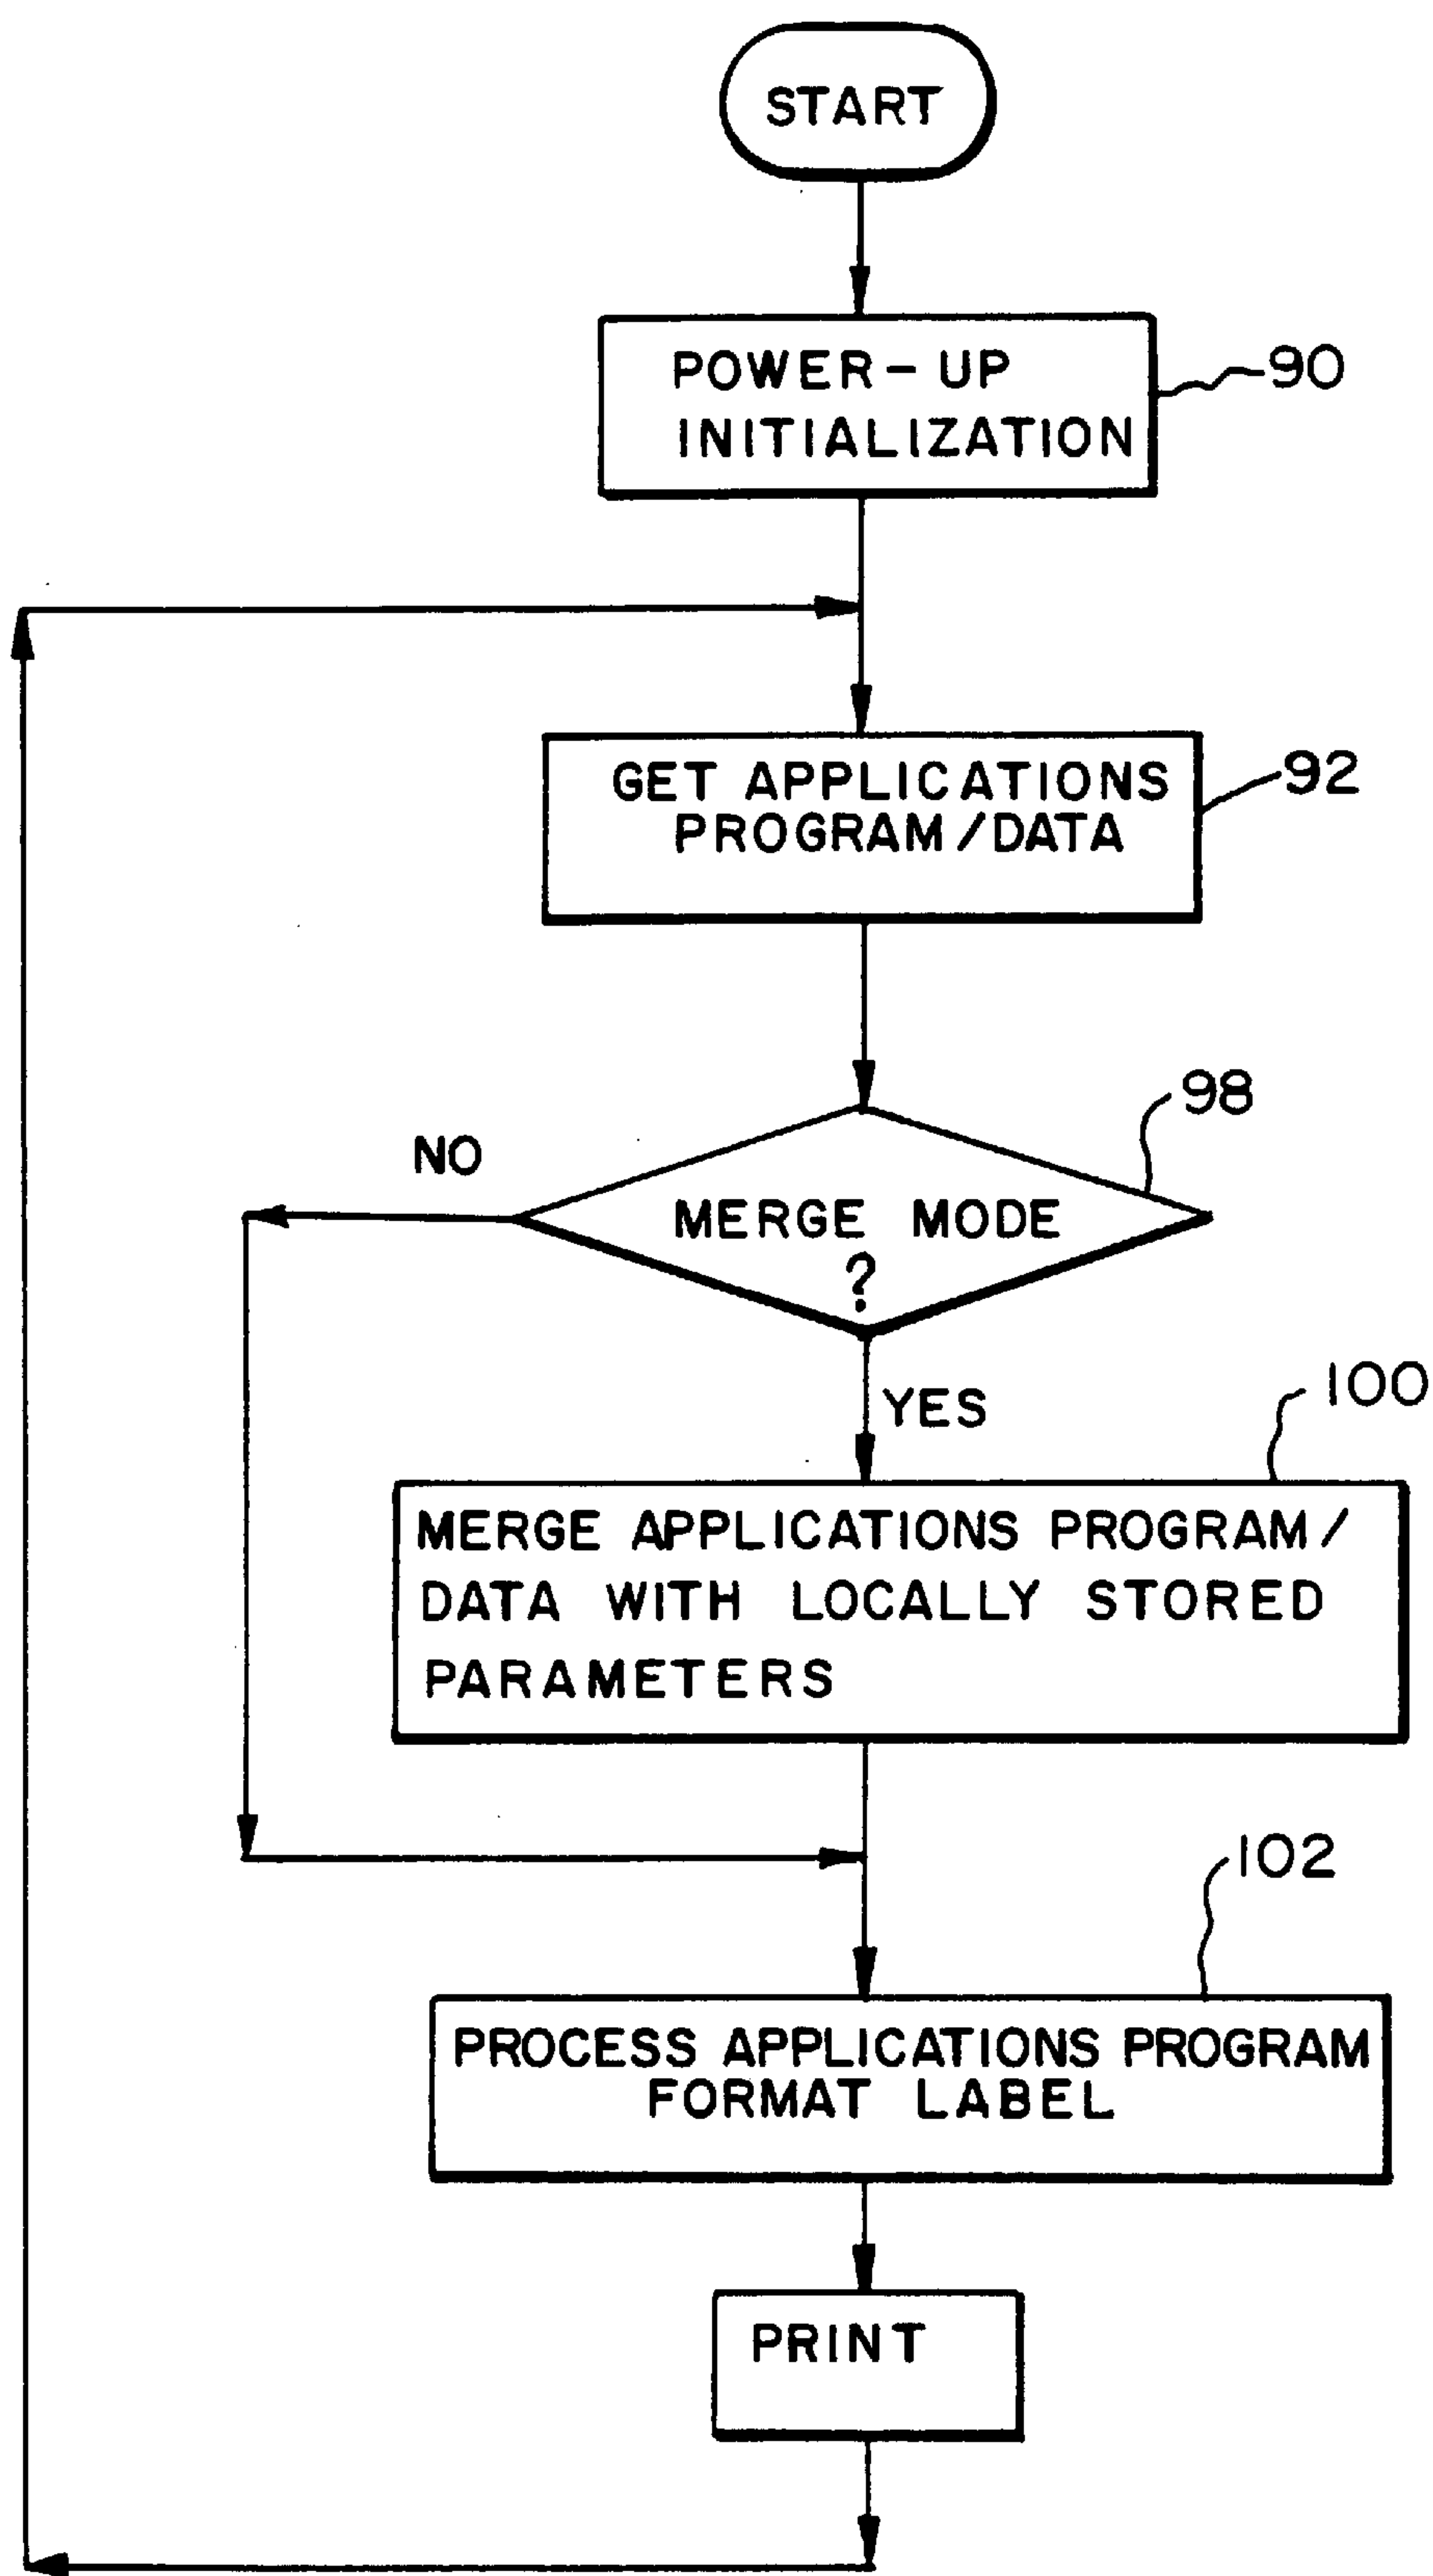 START
POWER-UP
INITIALIZATION
90
GET APPLICATIONS
PROGRAM/DATA
92
98
NO
MERGE MODE
?
YES
100
MERGE APPLICATIONS PROGRAM/
DATA WITH LOCALLY STORED
PARAMETERS
102
PROCESS APPLICATIONS PROGRAM
FORMAT LABEL
PRINT